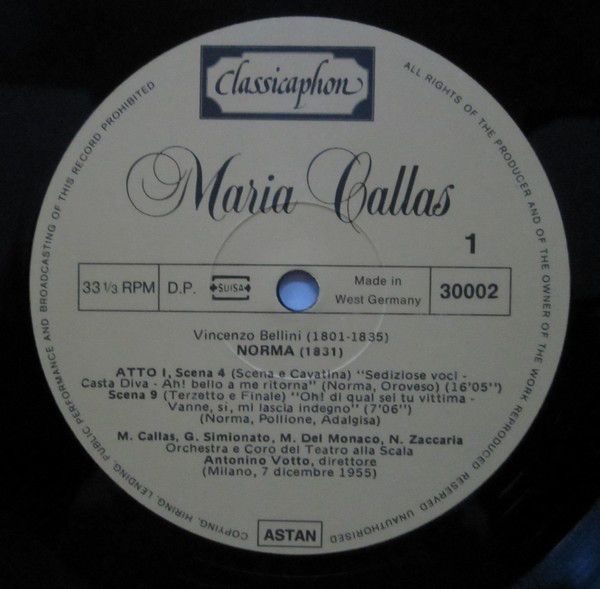 Classicaphon
Maria Callas
1
33 1/3 RPM
D.P.
SUISA
Made in
West Germany
30002
Vincenzo Bellini (1801-1835)
NORMA (1831)
ATTO I, Scena 4 (Scena e Cavatina) "Sediziose voci -
Casta Diva - Ah! bello a me ritorna" (Norma, Oroveso) (16'05")
Scena 9 (Terzetto e Finale) "Oh! di qual sei tu vittima -
Vanne, si, mi lascia indegno" (7'06")
(Norma, Pollione, Adalgisa)
M. Callas, G. Simionato, M. Del Monaco, N. Zaccaria
Orchestra e Coro del Teatro alla Scala
Antonino Votto, direttore
(Milano, 7 dicembre 1955)
ASTAN
ALL RIGHTS OF THE PRODUCER AND OF THE OWNER OF THE WORK REPRODUCED RESERVED UNAUTHORISED COPYING, HIRING, LENDING, PUBLIC PERFORMANCE AND BROADCASTING OF THIS RECORD PROHIBITED